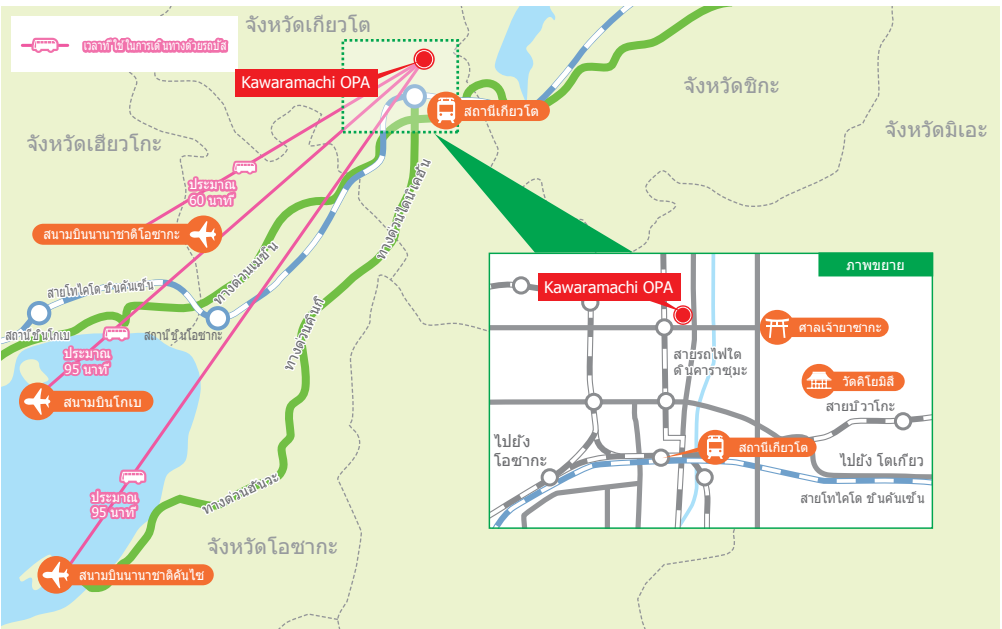 จังหวัดเกียวโต
เวลาที่ใช้ในการเดินทางด้วยรถบัส
Kawaramachi OPA
จังหวัดชิกะ
สถานีเกียวโต
จังหวัดมิเอะ
จังหวัดเฮียวโกะ
ประมาณ
60 นาที
สนามบินนานาชาติโอซากะ
ทางด่วนไดนิเคฮัน
ทางด่วนเมชิน
ภาพขยาย
Kawaramachi OPA
สายโทไคโด ชินคันเซ็น
สถานีชินโกเบ
สถานีชินโอซากะ
ทางด่วนคินกิ
ศาลเจ้ายาซากะ
สายรถไฟใต
ดินคาราซุมะ
ประมาณ
95 นาที
วัดคิโยมิสึ
สนามบินโกเบ
สายบิวาโกะ
ไปยัง
โอซากะ
สถานีเกียวโต
ไปยัง โตเกียว
ประมาณ
95 นาที
ทางด่วนฮันวะ
สายโทไคโด ชินคันเซ็น
จังหวัดโอซากะ
สนามบินนานาชาติคันไซ